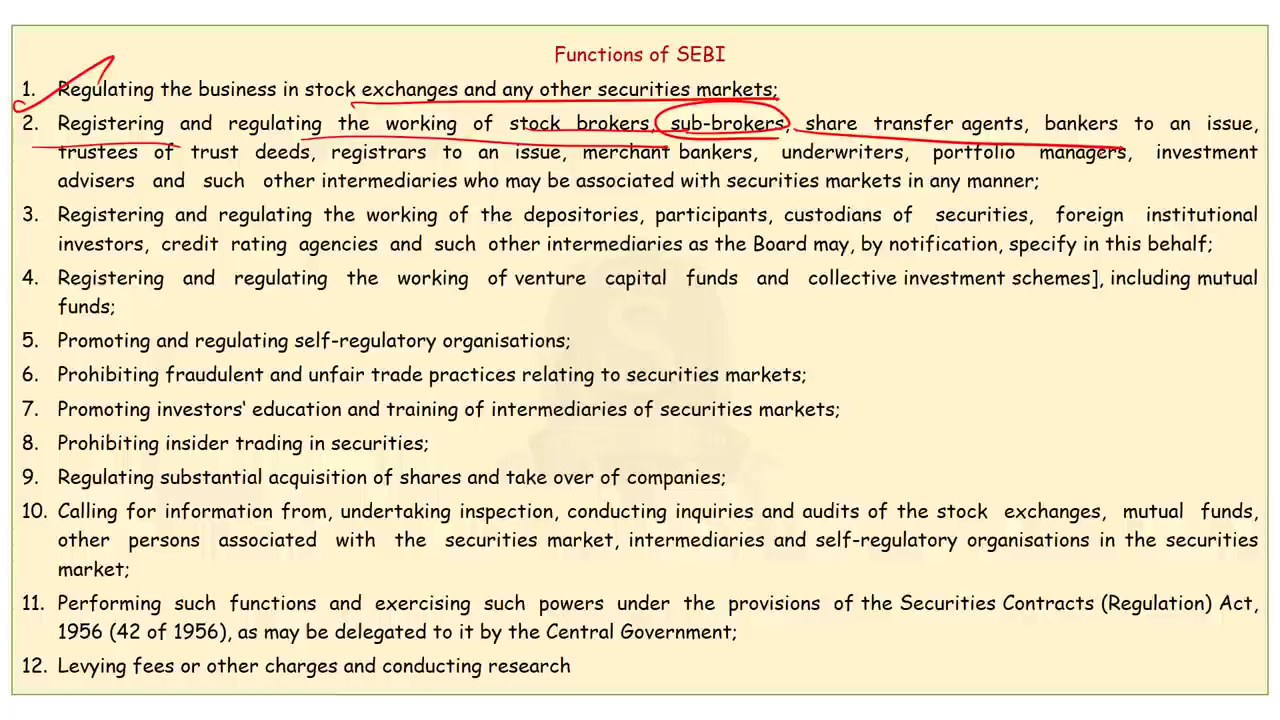 Functions of SEBI
1. Regulating the business in stock exchanges and any other securities markets;
2. Registering and regulating the working of stock brokers, sub-brokers, share transfer agents, bankers to an issue,
trustees of trust deeds, registrars to an issue, merchant bankers, underwriters, portfolio managers, investment
advisers and such other intermediaries who may be associated with securities markets in any manner;
3. Registering and regulating the working of the depositories, participants, custodians of securities, foreign institutional
investors, credit rating agencies and such other intermediaries as the Board may, by notification, specify in this behalf;
4. Registering and regulating the working of venture capital funds and collective investment schemes], including mutual
funds;
5. Promoting and regulating self-regulatory organisations;
6. Prohibiting fraudulent and unfair trade practices relating to securities markets;
7. Promoting investors' education and training of intermediaries of securities markets;
8. Prohibiting insider trading in securities;
9. Regulating substantial acquisition of shares and take over of companies;
10. Calling for information from, undertaking inspection, conducting inquiries and audits of the stock exchanges, mutual funds,
other persons associated with the securities market, intermediaries and self-regulatory organisations in the securities
market;
11. Performing such functions and exercising such powers under the provisions of the Securities Contracts (Regulation) Act,
1956 (42 of 1956), as may be delegated to it by the Central Government;
12. Levying fees or other charges and conducting research